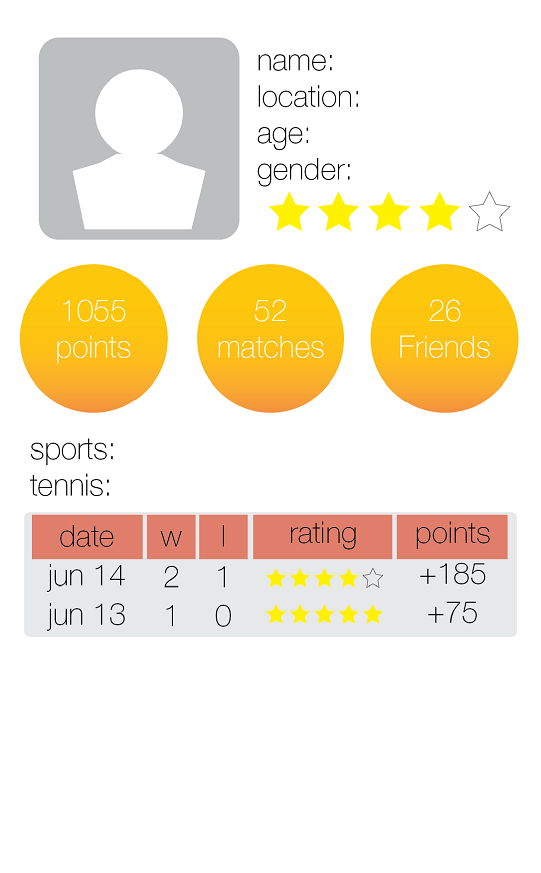 name:
location:
age:
gender:
1055
points
52
matches
26
Friends
sports:
tennis:
date w l rating points
jun 14 2 1 +185
jun 13 1 0 +75